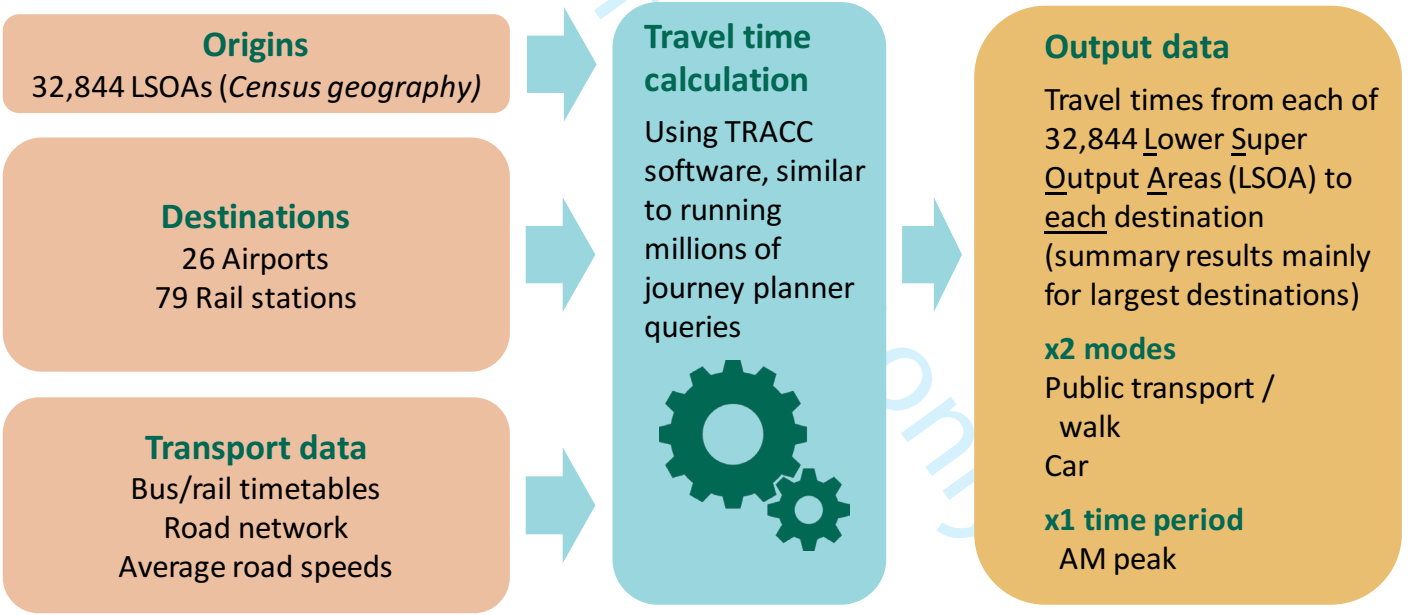 Origins
32,844 LSOAs (Census geography)
Destinations
26 Airports
79 Rail stations
Transport data
Bus/rail timetables
Road network
Average road speeds
Travel time
calculation
Using TRACC
software, similar
to running
millions of
journey planner
queries
Output data
Travel times from each of
32,844 Lower Super
Output Areas (LSOA) to
each destination
(summary results mainly
for largest destinations)
x2 modes
Public transport /
walk
Car
x1 time period
AM peak